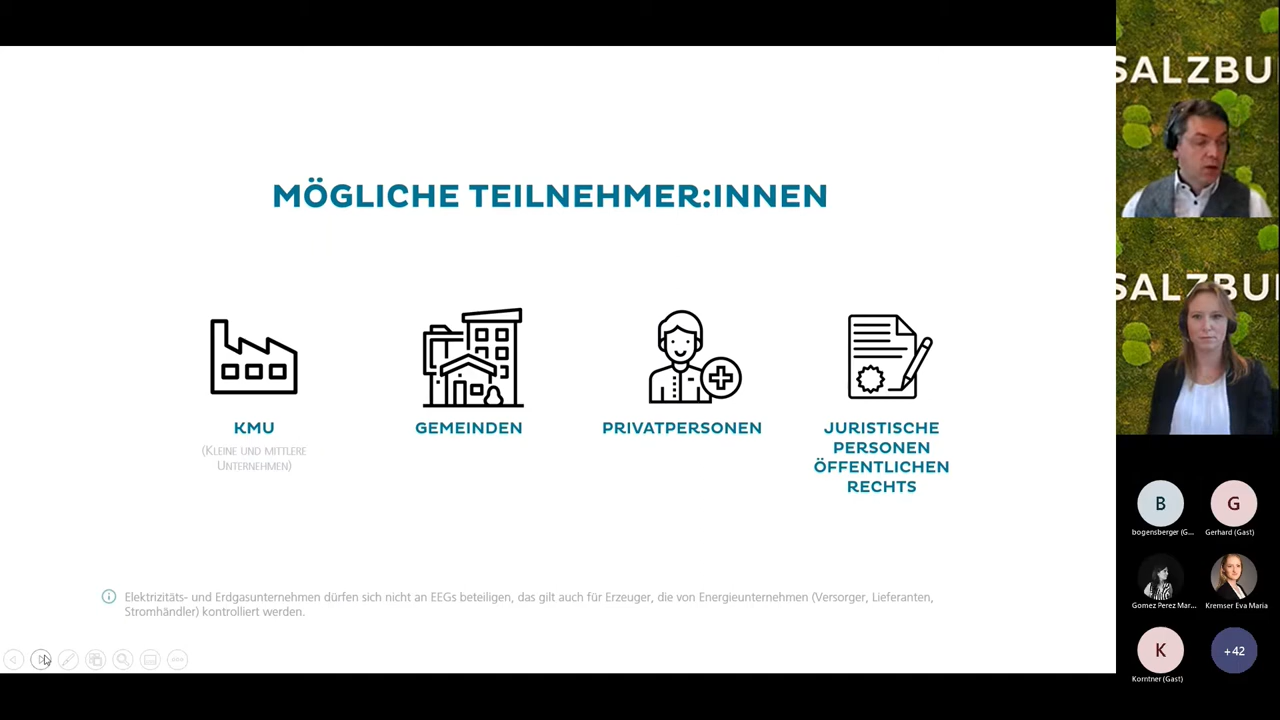 MÖGLICHE TEILNEHMER:INNEN
KMU
(KLEINE UND MITTLERE
UNTERNEHMEN)
GEMEINDEN
PRIVATPERSONEN
JURISTISCHE
PERSONEN
ÖFFENTLICHEN
RECHTS
Elektrizitäts- und Erdgasunternehmen dürfen sich nicht an EEGs beteiligen, das gilt auch für Erzeuger, die von Energieunternehmen (Versorger, Lieferanten,
Stromhändler) kontrolliert werden.
SALZBU
SALZBU
B
G
bogensberger (G...
Gerhard (Gast)
Gomez Perez Mar...
Kremser Eva Maria
K
+42
Korntner (Gast)